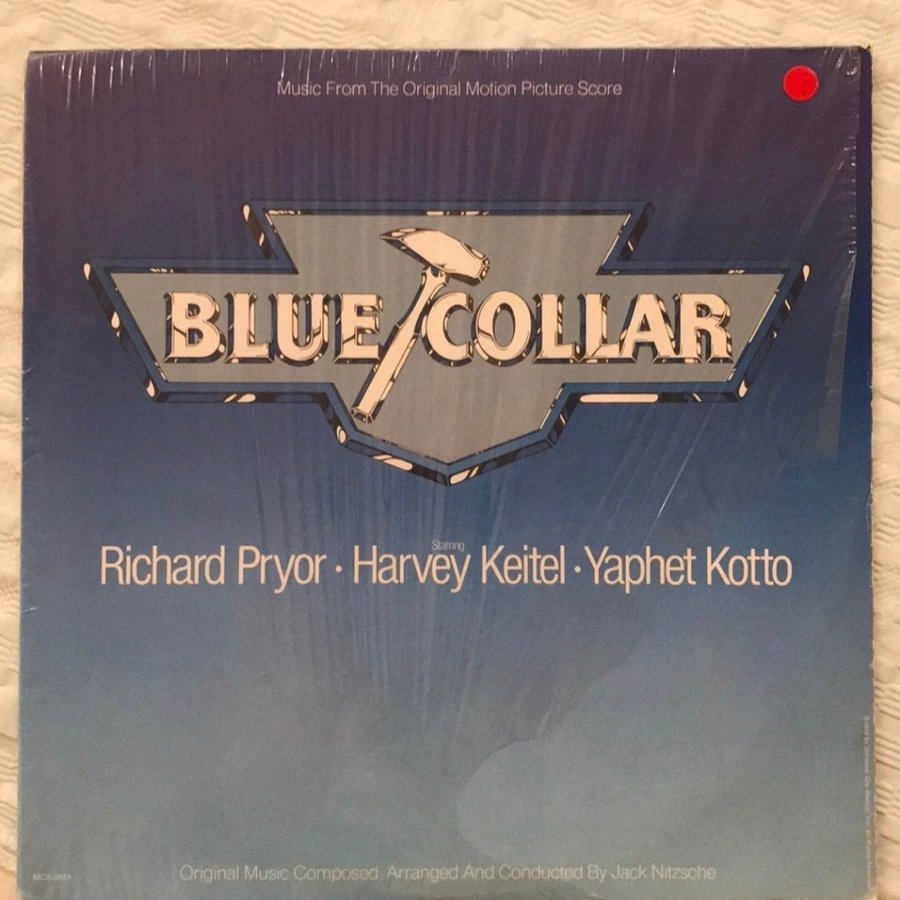 Music From The Original Motion Picture Score
BLUE COLLAR
Starring
Richard Pryor · Harvey Keitel · Yaphet Kotto
Original Music Composed, Arranged And Conducted By Jack Nitzsche